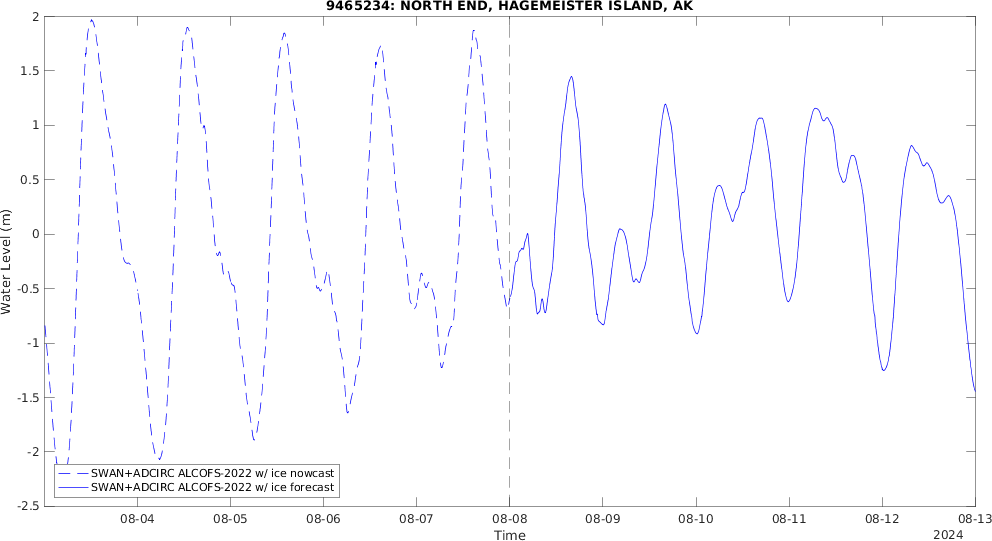 9465234: NORTH END, HAGEMEISTER ISLAND, AK
Water Level (m)
2
1.5
1
0.5
0
-0.5
-1
-1.5
-2
-2.5
SWAN+ADCIRC ALCOFS-2022 w/ ice nowcast
SWAN+ADCIRC ALCOFS-2022 w/ ice forecast
08-04 08-05 08-06 08-07 08-08 08-09 08-10 08-11 08-12 08-13
Time
2024